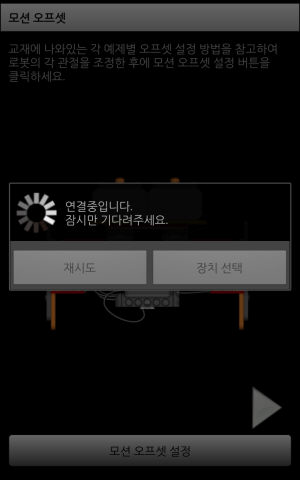 모션 오프셋
교재에 나와있는 각 예제별 오프셋 설정 방법을 참고하여
로봇의 각 관절을 조정한 후에 모션 오프셋 설정 버튼을
클릭하세요.
연결중입니다.
잠시만 기다려주세요.
재시도
장치 선택
모션 오프셋 설정